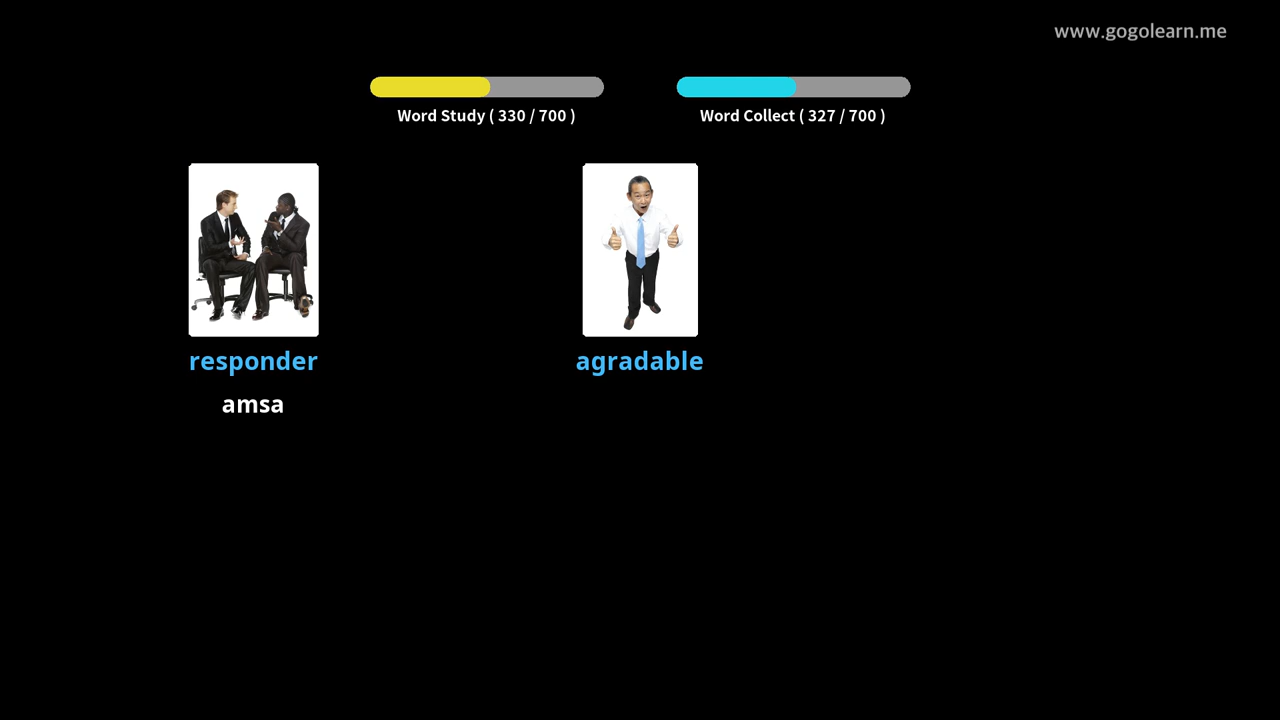 www.gogolearn.me
Word Study ( 330 / 700 )
Word Collect ( 327 / 700 )
responder
agradable
amsa